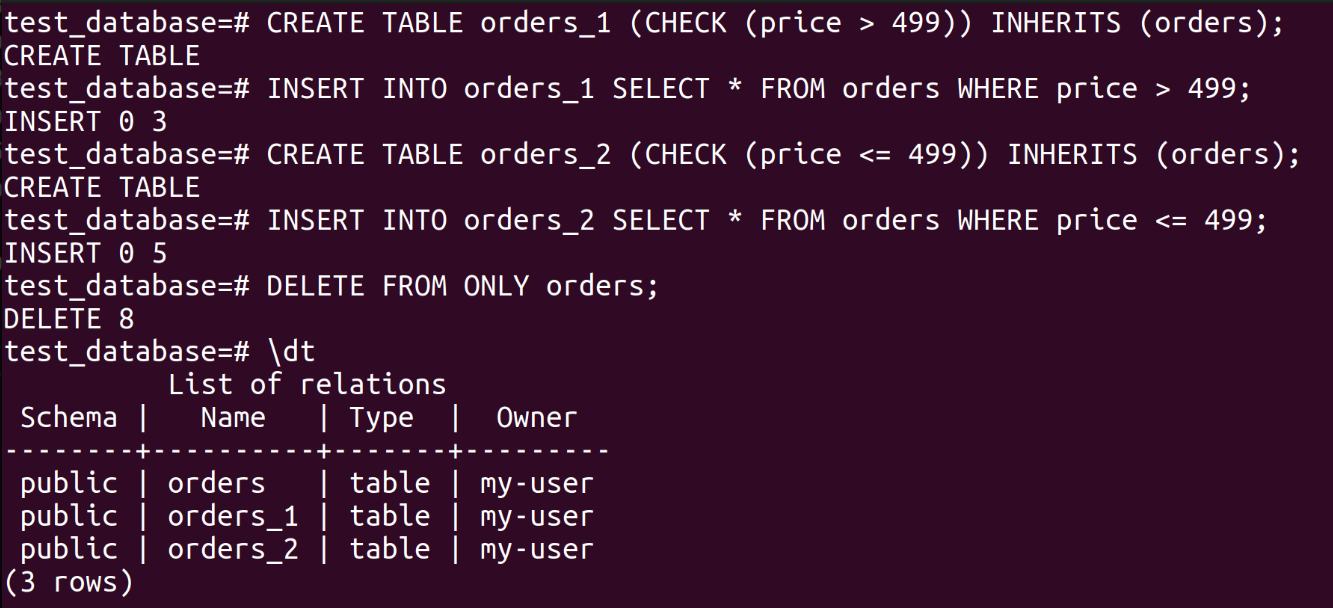 test_database=# CREATE TABLE orders_1 (CHECK (price > 499)) INHERITS (orders);
CREATE TABLE
test_database=# INSERT INTO orders_1 SELECT * FROM orders WHERE price > 499;
INSERT 0 3
test_database=# CREATE TABLE orders_2 (CHECK (price <= 499)) INHERITS (orders);
CREATE TABLE
test_database=# INSERT INTO orders_2 SELECT * FROM orders WHERE price <= 499;
INSERT 0 5
test_database=# DELETE FROM ONLY orders;
DELETE 8
test_database=# \dt
          List of relations
 Schema |   Name   | Type  |  Owner
--------+----------+-------+---------
 public | orders   | table | my-user
 public | orders_1 | table | my-user
 public | orders_2 | table | my-user
(3 rows)